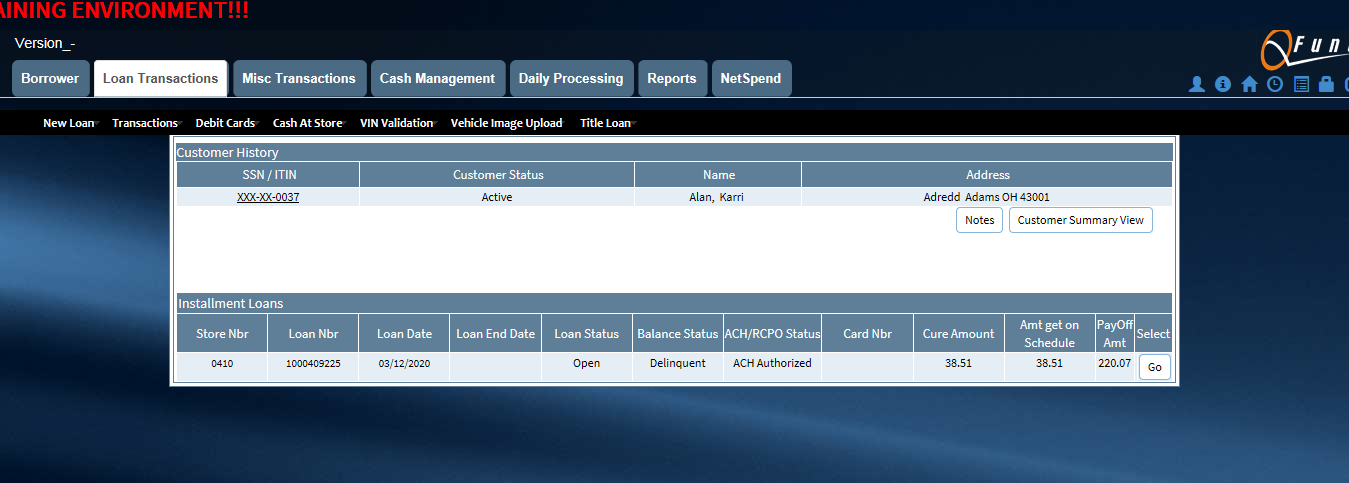 AINING ENVIRONMENT!!!
Version_-
Fun
Borrower Loan Transactions Misc Transactions Cash Management Daily Processing Reports NetSpend
New Loan Transactions Debit Cards Cash At Store VIN Validation Vehicle Image Upload Title Loan
Customer History
SSN / ITIN Customer Status Name Address
XXX-XX-0037 Active Alan, Karri Adredd Adams OH 43001
Notes Customer Summary View
Installment Loans
Store Nbr Loan Nbr Loan Date Loan End Date Loan Status Balance Status ACH/RCPO Status Card Nbr Cure Amount Amt get on Schedule PayOff Amt Select
0410 1000409225 03/12/2020 Open Delinquent ACH Authorized 38.51 38.51 220.07 Go